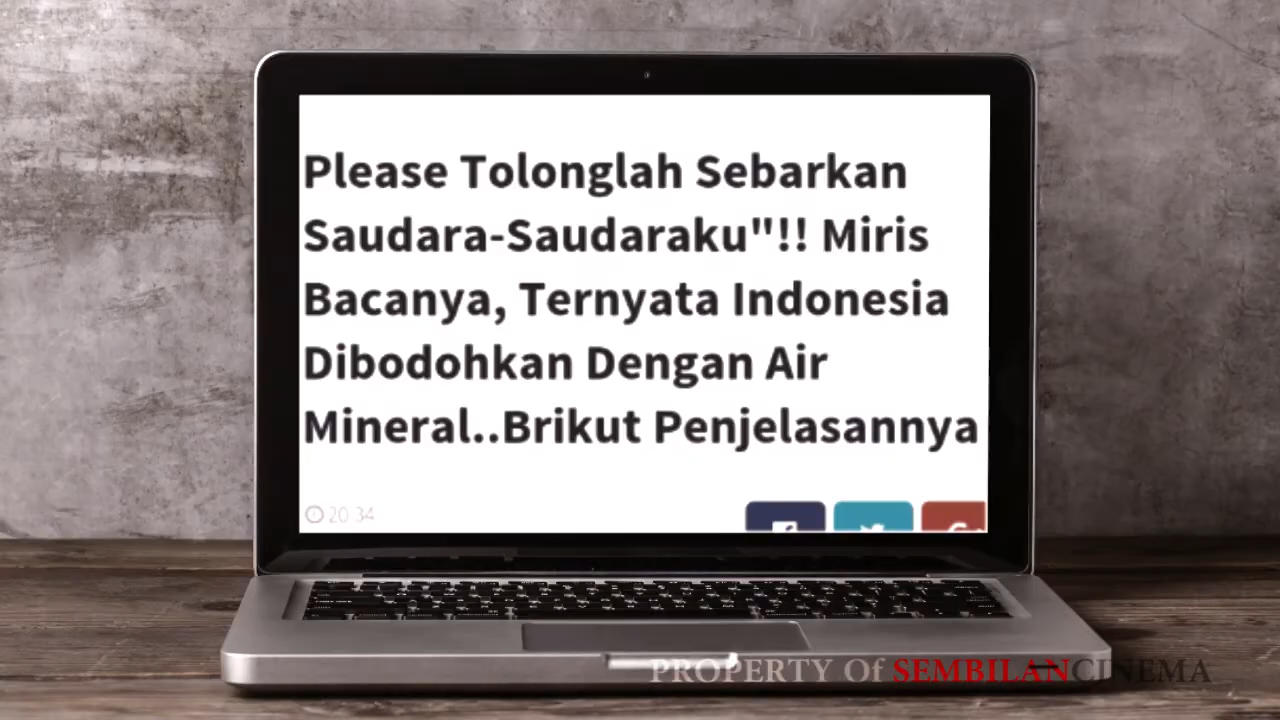 Please Tolonglah Sebarkan
Saudara-Saudaraku"!! Miris
Bacanya, Ternyata Indonesia
Dibodohkan Dengan Air
Mineral..Brikut Penjelasannya
20 34
PROPERTY Of SEMBILANCINEMA